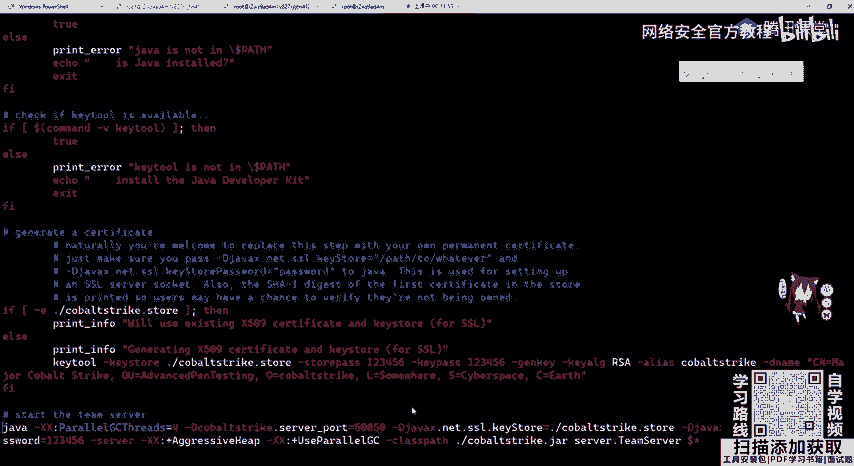 Windows PowerShell
网络安全官方教程
腾讯课堂
bilibili
true
else
print_error "java is not in \$PATH"
echo "    is Java installed?"
exit
fi
# check if keytool is available..
if [ $(command -v keytool) ]; then
true
else
print_error "keytool is not in \$PATH"
echo "    install the Java Developer Kit"
exit
fi
# generate a certificate
# naturally you're welcome to replace this step with your own permanent certificate.
# just make sure you pass -Djavax.net.ssl.keyStore="/path/to/whatever" and
# -Djavax.net.ssl.keyStorePassword="password" to java. This is used for setting up
# an SSL server socket. Also, the SHA-1 digest of the first certificate in the store
# is printed so users may have a chance to verify they're not being owned.
if [ -e ./cobaltstrike.store ]; then
print_info "Will use existing X509 certificate and keystore (for SSL)"
else
print_info "Generating X509 certificate and keystore (for SSL)"
keytool -keystore ./cobaltstrike.store -storepass 123456 -keypass 123456 -genkey -keyalg RSA -alias cobaltstrike -dname "CN=Ma
jor Cobalt Strike, OU=AdvancedPenTesting, O=cobaltstrike, L=Somewhere, S=Cyberspace, C=Earth"
fi
# start the team server.
java -XX:ParallelGCThreads=4 -Dcobaltstrike.server_port=50050 -Djavax.net.ssl.keyStore=./cobaltstrike.store -Djava
ssword=123456 -server -XX:+AggressiveHeap -XX:+UseParallelGC -classpath ./cobaltstrike.jar server.TeamServer $*
学习路线
自学视频
扫描添加获取
工具安装包|PDF学习书籍|面试题